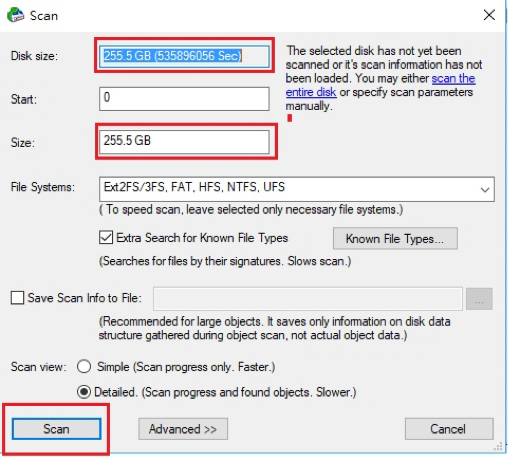 Scan
Disk size:
255.5 GB (535896056 Sec)
The selected disk has not yet been
scanned or it's scan information has
not been loaded. You may either scan the
entire disk or specify scan parameters
manually.
Start:
0
Size:
255.5 GB
File Systems:
Ext2FS/3FS, FAT, HFS, NTFS, UFS
( To speed scan, leave selected only necessary file systems.)
Extra Search for Known File Types
Known File Types...
(Searches for files by their signatures. Slows scan.)
Save Scan Info to File:
...
(Recommended for large objects. It saves only information on disk data
structure gathered during object scan, not actual object data.)
Scan view:
Simple (Scan progress only. Faster.)
Detailed. (Scan progress and found objects. Slower.)
Scan
Advanced >>
Cancel